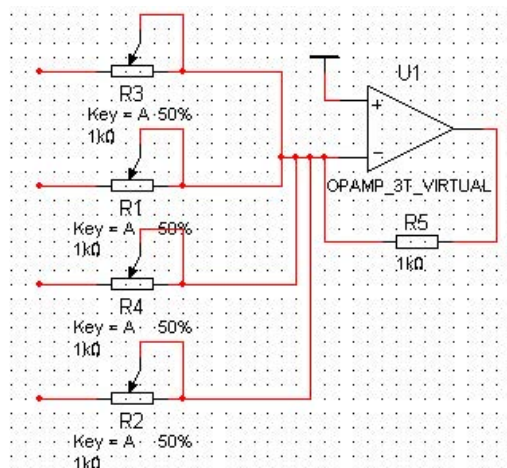 R3
Key = A 50%
1kΩ
R1
Key = A 50%
1kΩ
R4
Key = A 50%
1kΩ
R2
Key = A 50%
1kΩ
U1
+
−
OPAMP_3T_VIRTUAL
R5
1kΩ